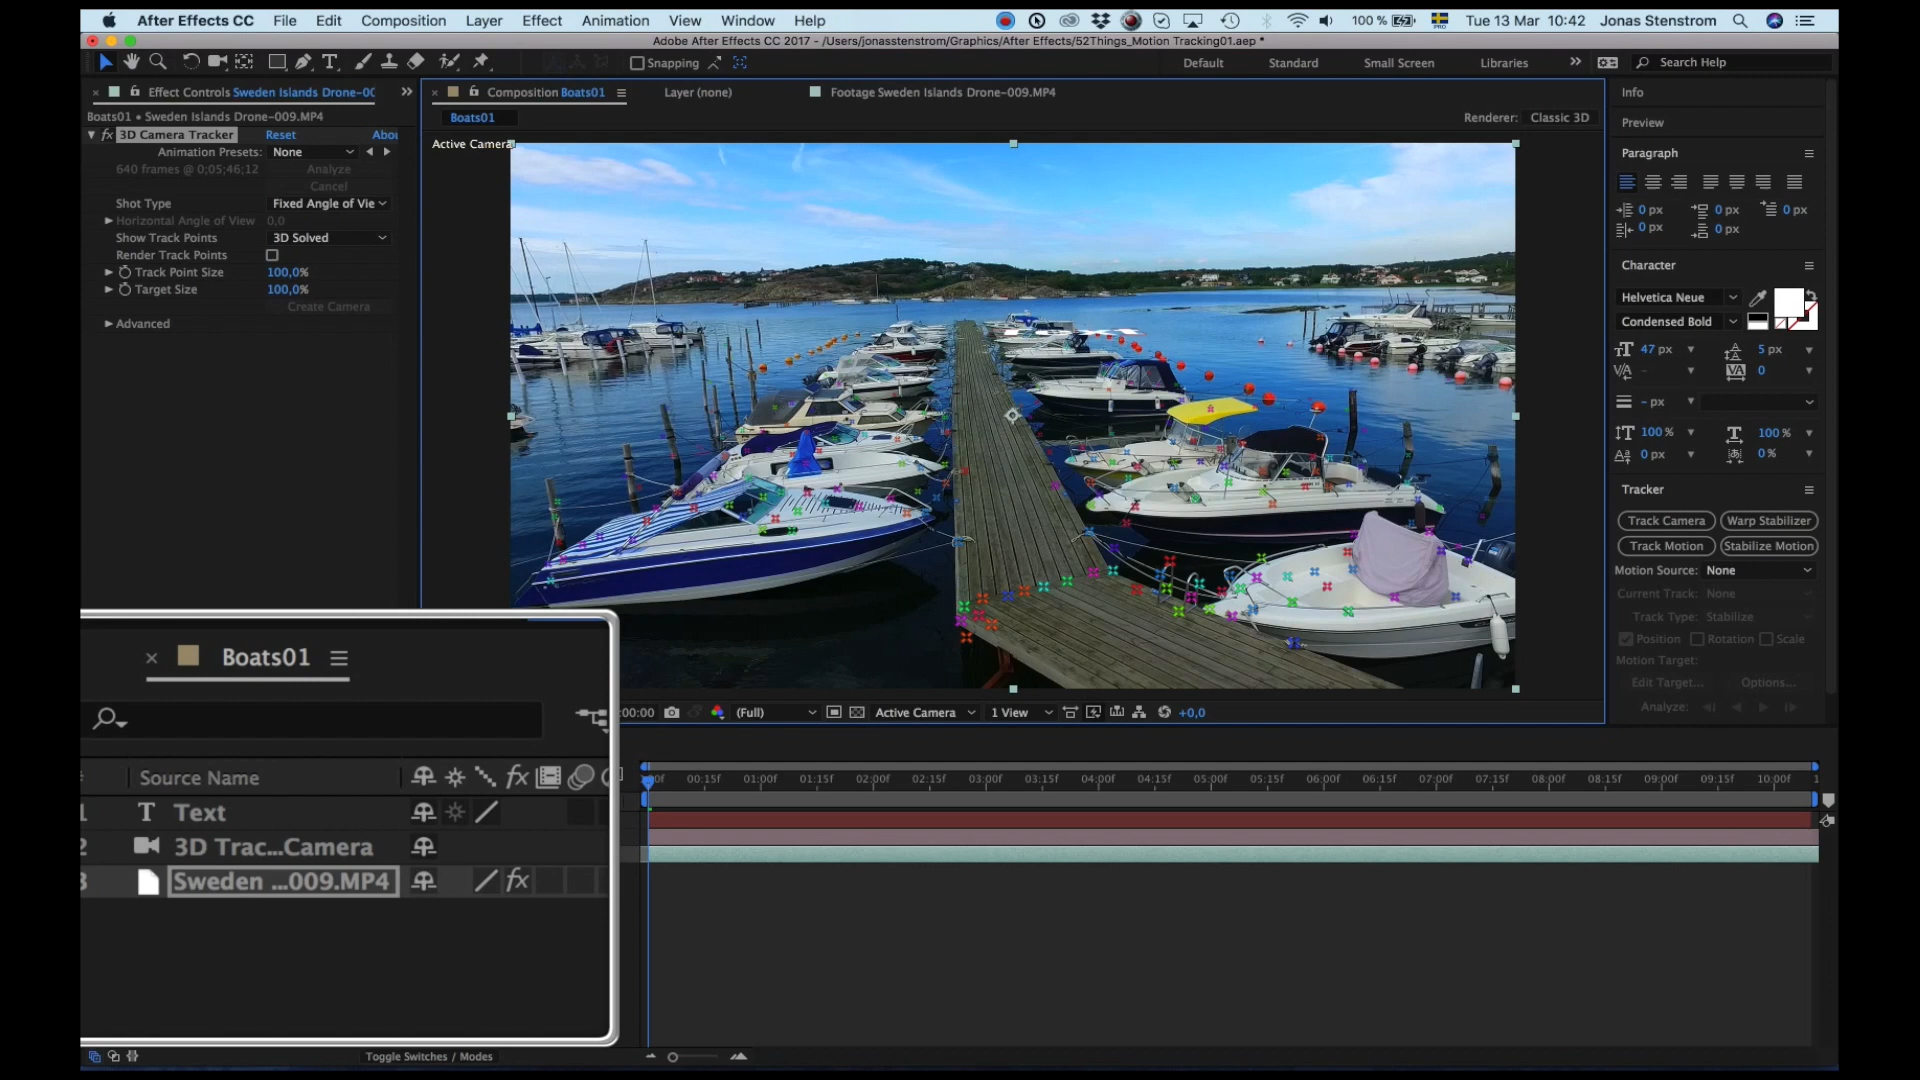 After Effects CC File Edit Composition Layer Effect Animation View Window Help 100 % Tue 13 Mar 10:42 Jonas Stenstrom
Adobe After Effects CC 2017 - /Users/jonasstenstrom/Graphics/After Effects/52Things_Motion Tracking01.aep *
Snapping Default Standard Small Screen Libraries Search Help
Effect Controls Sweden Islands Drone-00
Composition Boats01 Layer (none) Footage Sweden Islands Drone-009.MP4
Boats01 • Sweden Islands Drone-009.MP4
Boats01 Renderer: Classic 3D
Active Camera
fx 3D Camera Tracker Reset Abou
Animation Presets: None
640 frames @ 0;05;46;12 Analyze
Cancel
Shot Type Fixed Angle of Vie
Horizontal Angle of View 0,0
Show Track Points 3D Solved
Render Track Points
Track Point Size 100,0%
Target Size 100,0%
Create Camera
Advanced
Info
Preview
Paragraph
0 px 0 px 0 px
0 px 0 px
Character
Helvetica Neue
Condensed Bold
47 px 5 px
- 0
- px
100 % 100 %
0 px 0 %
Tracker
Track Camera Warp Stabilizer
Track Motion Stabilize Motion
Motion Source: None
Current Track: None
Track Type: Stabilize
Position Rotation Scale
Motion Target:
Edit Target... Options...
Analyze:
:00:00 (Full) Active Camera 1 View +0,0
Boats01
Source Name fx
1 T Text
2 3D Trac...Camera
3 Sweden ...009.MP4 fx
:00f 00:15f 01:00f 01:15f 02:00f 02:15f 03:00f 03:15f 04:00f 04:15f 05:00f 05:15f 06:00f 06:15f 07:00f 07:15f 08:00f 08:15f 09:00f 09:15f 10:00f 1
Toggle Switches / Modes